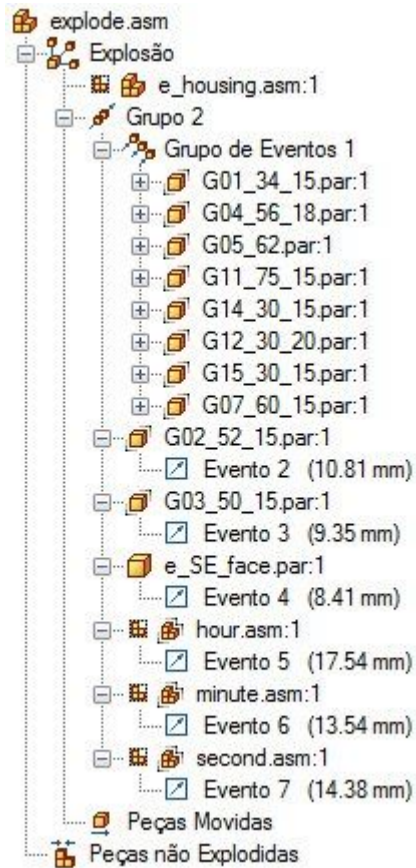 explode.asm
Explosão
e_housing.asm:1
Grupo 2
Grupo de Eventos 1
G01_34_15.par:1
G04_56_18.par:1
G05_62.par:1
G11_75_15.par:1
G14_30_15.par:1
G12_30_20.par:1
G15_30_15.par:1
G07_60_15.par:1
G02_52_15.par:1
Evento 2 (10.81 mm)
G03_50_15.par:1
Evento 3 (9.35 mm)
e_SE_face.par:1
Evento 4 (8.41 mm)
hour.asm:1
Evento 5 (17.54 mm)
minute.asm:1
Evento 6 (13.54 mm)
second.asm:1
Evento 7 (14.38 mm)
Peças Movidas
Peças não Explodidas